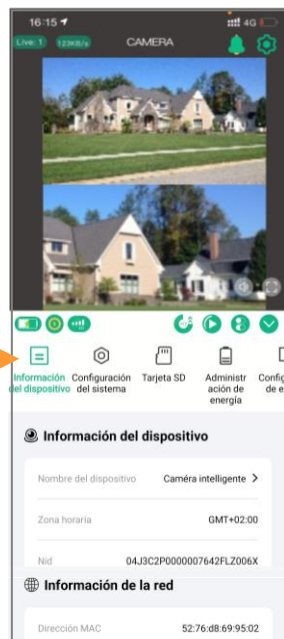 16:15
4G
Live: 1
123KB/s
CAMERA
Información del dispositivo
Configuración del sistema
Tarjeta SD
Administración de energía
Config
de e
Información del dispositivo
Nombre del dispositivo Caméra intelligente >
Zona horaria GMT+02:00
Nid 04J3C2P0000007642FLZ006X
Información de la red
Dirección MAC 52:76:d8:69:95:02